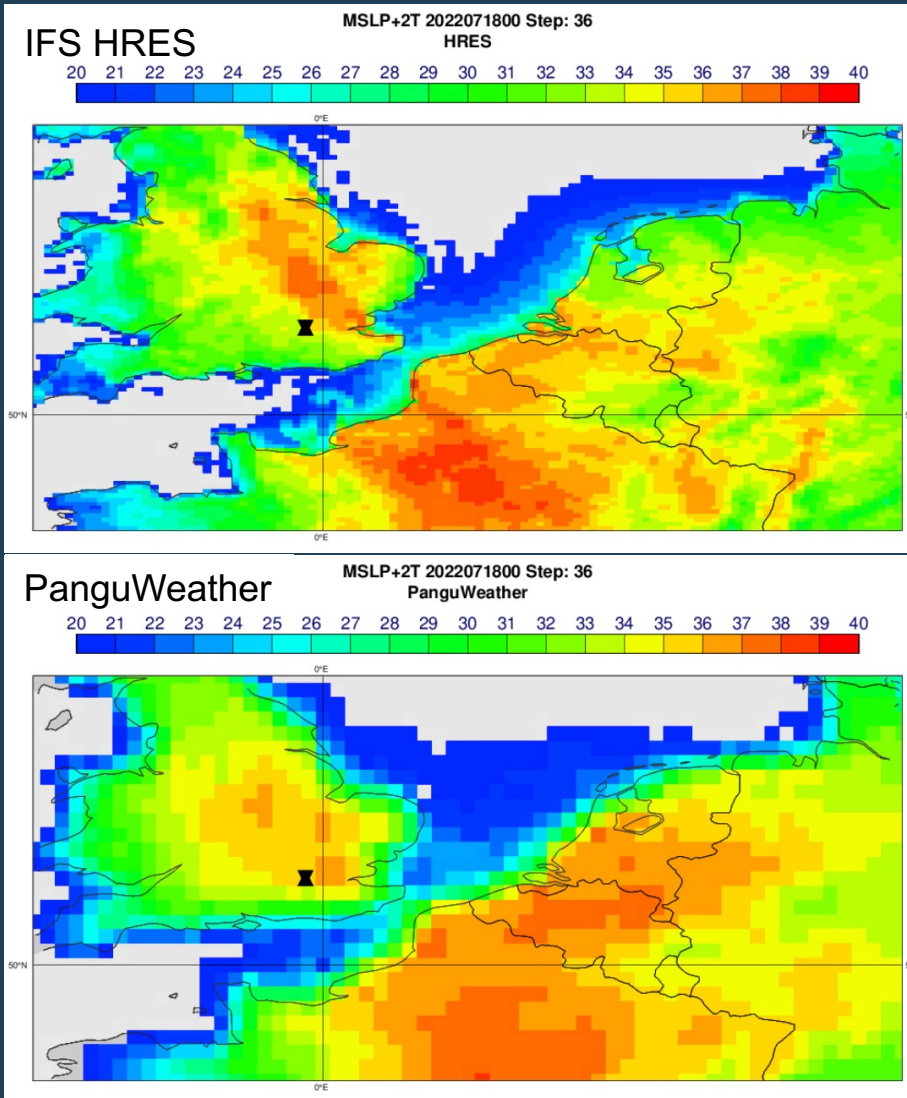 IFS HRES
MSLP+2T 2022071800 Step: 36
HRES
20 21 22 23 24 25 26 27 28 29 30 31 32 33 34 35 36 37 38 39 40
0°E
50°N
0°E
PanguWeather
MSLP+2T 2022071800 Step: 36
PanguWeather
20 21 22 23 24 25 26 27 28 29 30 31 32 33 34 35 36 37 38 39 40
0°E
50°N
0°E